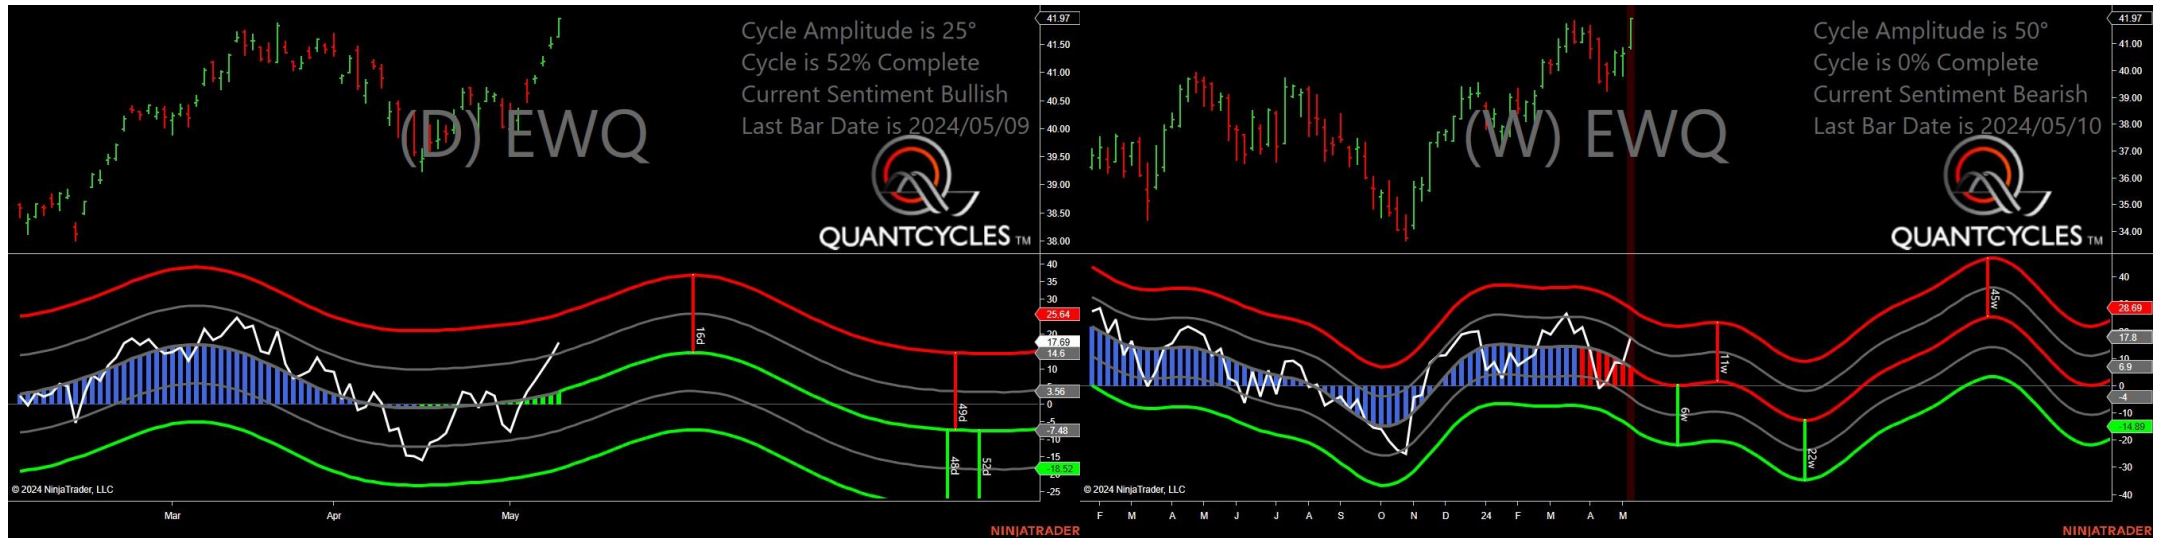 Cycle Amplitude is 25°
Cycle is 52% Complete
Current Sentiment Bullish
Last Bar Date is 2024/05/09
(D) EWQ
QUANTCYCLES TM
41.97
41.50
41.00
40.50
40.00
39.50
39.00
38.50
38.00
40
35
30
25.64
20
17.69
14.6
10
5
3.56
0
-5
-7.48
-10
-15
-18.52
-25
16d
49d
48d
52d
© 2024 NinjaTrader, LLC
Mar
Apr
May
NINJATRADER
Cycle Amplitude is 50°
Cycle is 0% Complete
Current Sentiment Bearish
Last Bar Date is 2024/05/10
(W) EWQ
QUANTCYCLES TM
41.97
41.00
40.00
39.00
38.00
37.00
36.00
35.00
34.00
40
28.69
17.8
10
6.9
0
-4
-10
-14.89
-20
-30
-40
45w
11w
6w
22w
© 2024 NinjaTrader, LLC
F M A M J J A S O N D 24 F M A M
NINJATRADER